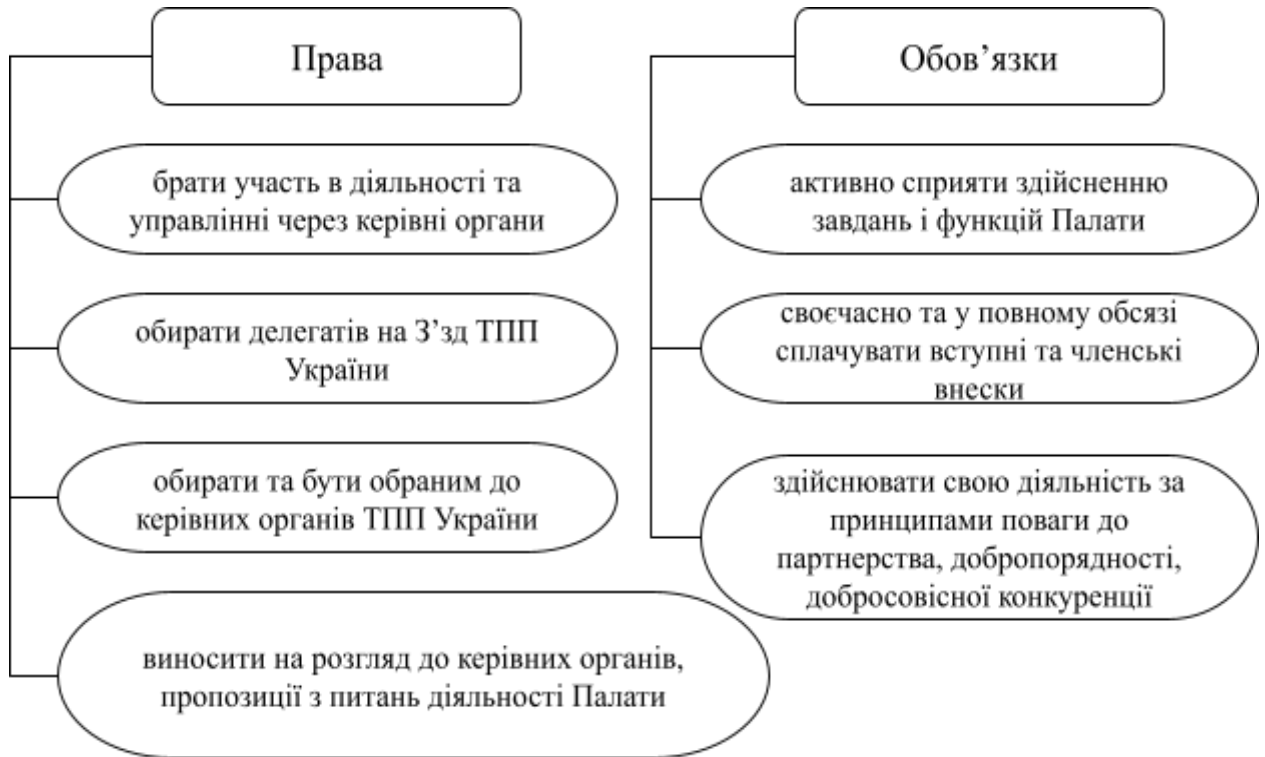 Права
брати участь в діяльності та
управлінні через керівні органи
обирати делегатів на З’зд ТПП
України
обирати та бути обраним до
керівних органів ТПП України
виносити на розгляд до керівних органів,
пропозиції з питань діяльності Палати
Обов’язки
активно сприяти здійсненню
завдань і функцій Палати
своєчасно та у повному обсязі
сплачувати вступні та членські
внески
здійснювати свою діяльність за
принципами поваги до
партнерства, добропорядності,
добросовісної конкуренції